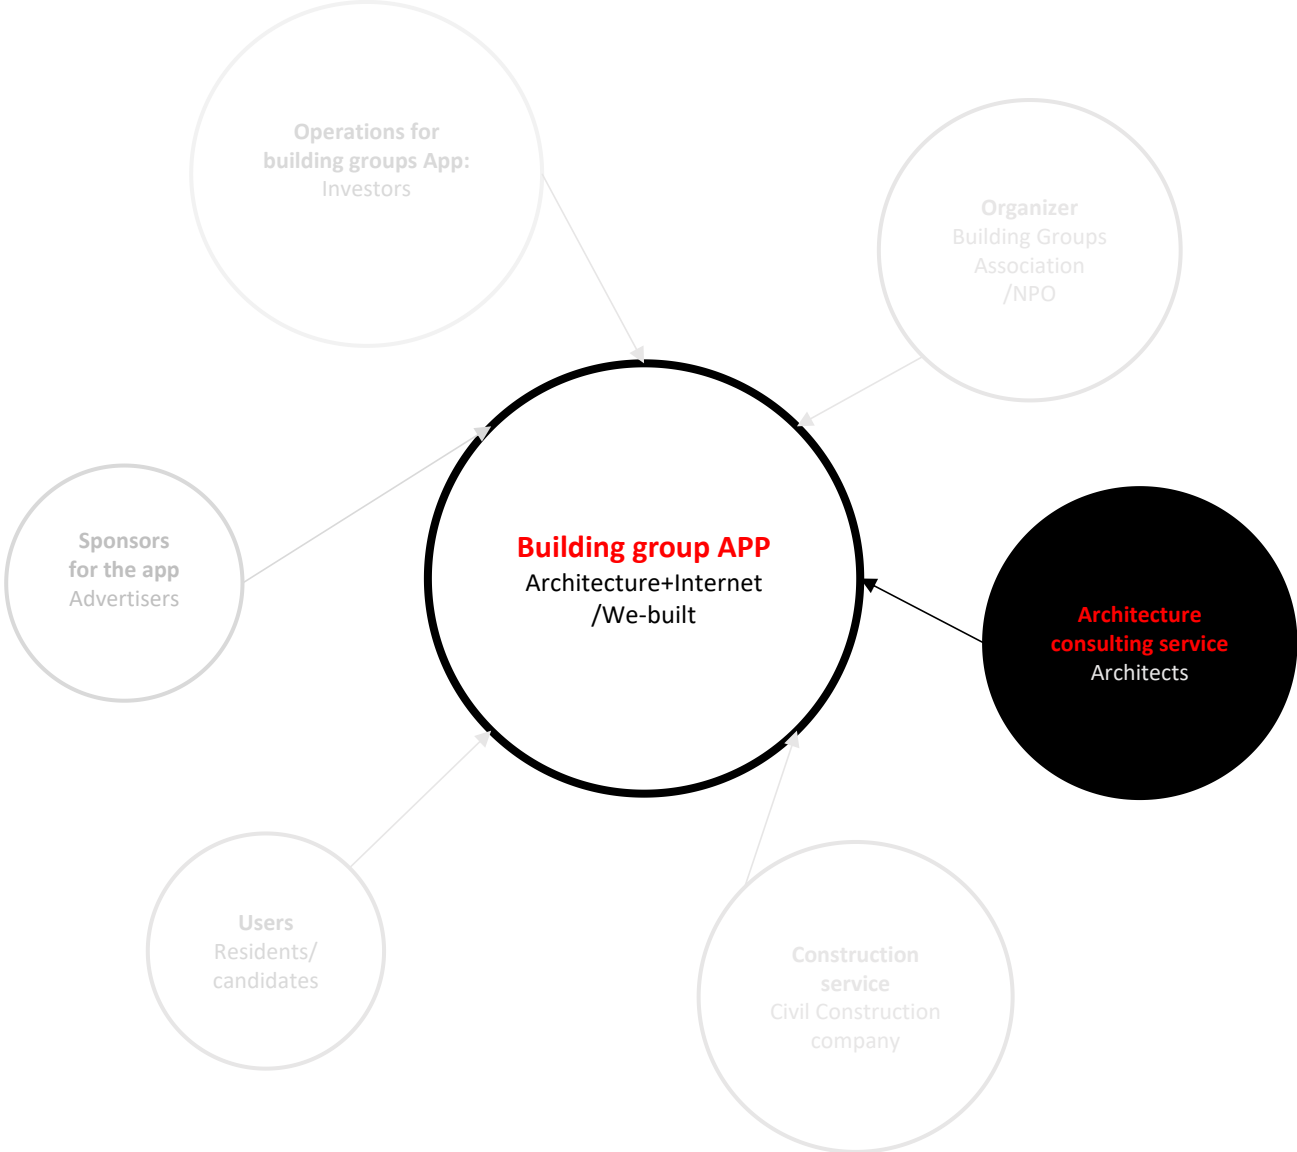 Operations for
building groups App:
Investors
Organizer
Building Groups
Association
/NPO
Sponsors
for the app
Advertisers
Building group APP
Architecture+Internet
/We-built
Architecture
consulting service
Architects
Users
Residents/
candidates
Construction
service
Civil Construction
company